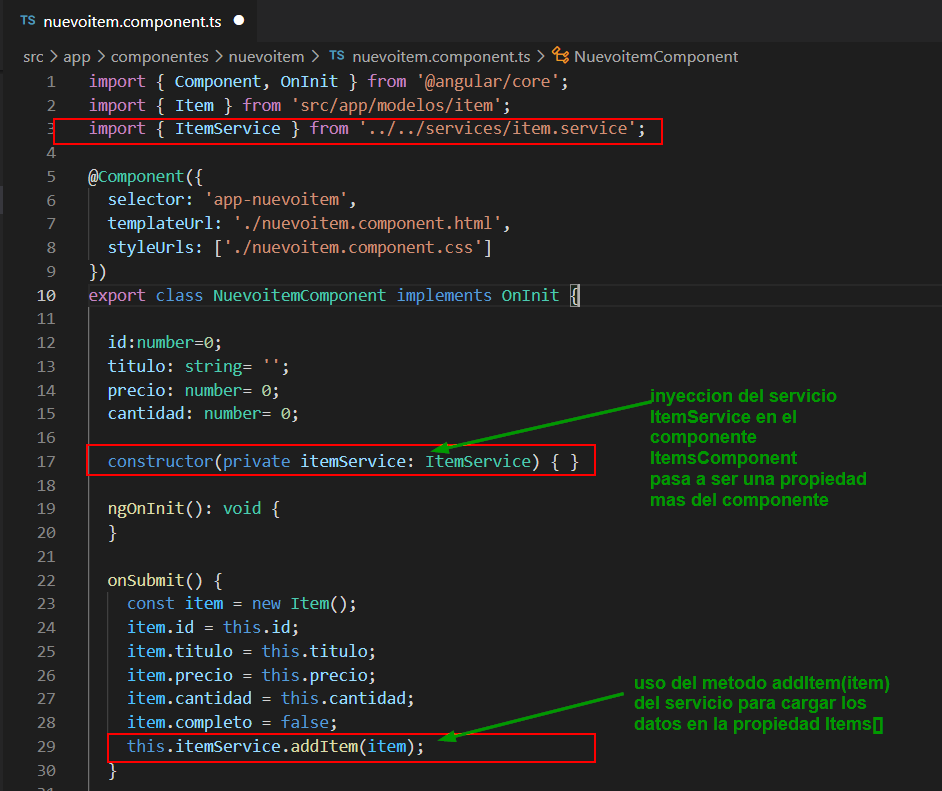 TS nuevoitem.component.ts
src > app > componentes > nuevoitem > TS nuevoitem.component.ts > NuevoitemComponent
1 import { Component, OnInit } from '@angular/core';
2 import { Item } from 'src/app/modelos/item';
3 import { ItemService } from '../../services/item.service';
4
5 @Component({
6 selector: 'app-nuevoitem',
7 templateUrl: './nuevoitem.component.html',
8 styleUrls: ['./nuevoitem.component.css']
9 })
10 export class NuevoitemComponent implements OnInit {
11
12 id:number=0;
13 titulo: string= '';
14 precio: number= 0;
15 cantidad: number= 0;
16
inyeccion del servicio
ItemService en el
componente
ItemsComponent
pasa a ser una propiedad
mas del componente
17 constructor(private itemService: ItemService) { }
18
19 ngOnInit(): void {
20 }
21
22 onSubmit() {
23 const item = new Item();
24 item.id = this.id;
25 item.titulo = this.titulo;
26 item.precio = this.precio;
27 item.cantidad = this.cantidad;
28 item.completo = false;
uso del metodo addItem(item)
del servicio para cargar los
datos en la propiedad Items[]
29 this.itemService.addItem(item);
30 }